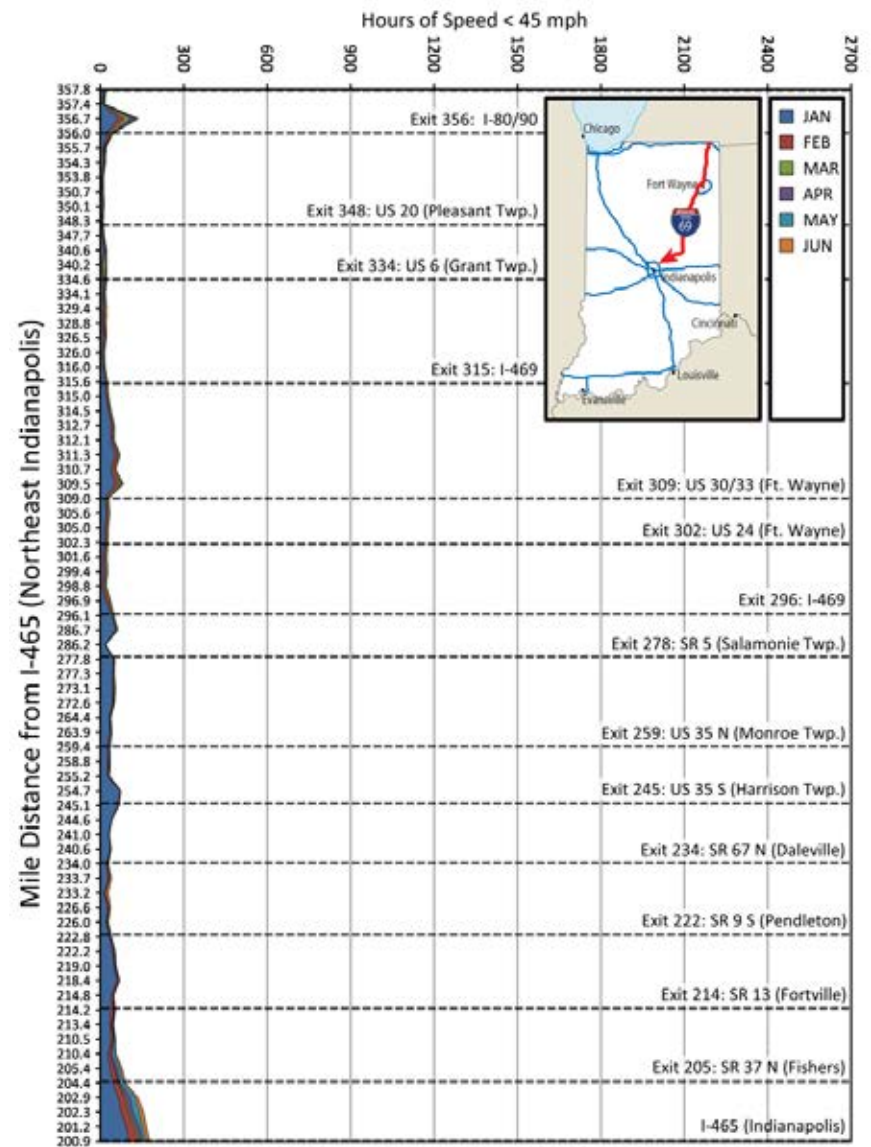 Hours of Speed < 45 mph
0
300
600
900
1200
1500
1800
2100
2400
2700
Mile Distance from I-465 (Northeast Indianapolis)
357.8
357.4
356.7
356.0
355.7
354.3
353.8
350.7
350.1
348.3
347.7
340.6
340.2
334.6
334.1
329.4
328.8
326.5
326.0
316.0
315.6
315.0
314.5
312.7
312.1
311.3
310.7
309.5
309.0
305.6
305.0
302.3
301.6
299.4
298.8
296.9
296.1
286.7
286.2
277.8
277.3
273.1
272.6
264.4
263.9
259.4
258.8
255.2
254.7
245.1
244.6
241.0
240.6
234.0
233.7
233.2
226.6
226.0
222.8
222.2
219.0
218.4
214.8
214.2
213.4
210.5
210.4
205.4
204.4
202.9
202.3
201.2
200.9
Exit 356: I-80/90
Exit 348: US 20 (Pleasant Twp.)
Exit 334: US 6 (Grant Twp.)
Exit 315: I-469
Exit 309: US 30/33 (Ft. Wayne)
Exit 302: US 24 (Ft. Wayne)
Exit 296: I-469
Exit 278: SR 5 (Salamonie Twp.)
Exit 259: US 35 N (Monroe Twp.)
Exit 245: US 35 S (Harrison Twp.)
Exit 234: SR 67 N (Daleville)
Exit 222: SR 9 S (Pendleton)
Exit 214: SR 13 (Fortville)
Exit 205: SR 37 N (Fishers)
I-465 (Indianapolis)
Chicago
Fort Wayne
69
Indianapolis
Cincinnati
Louisville
Evansville
JAN
FEB
MAR
APR
MAY
JUN